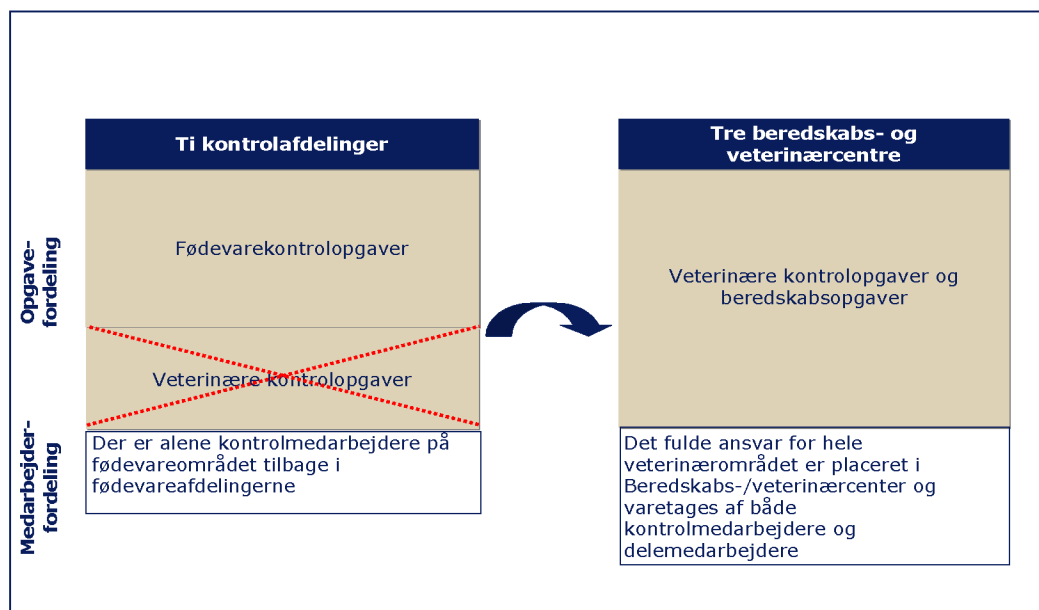 Ti kontrolafdelinger
Tre beredskabs- og
veterinærcentre
Opgave-
fordeling
Fødevarekontrolopgaver
Veterinære kontrolopgaver
Veterinære kontrolopgaver og
beredskabsopgaver
Medarbejder-
fordeling
Der er alene kontrolmedarbejdere på
fødevareområdet tilbage i
fødevareafdelingerne
Det fulde ansvar for hele
veterinærområdet er placeret i
Beredskabs-/veterinærcenter og
varetages af både
kontrolmedarbejdere og
delemedarbejdere